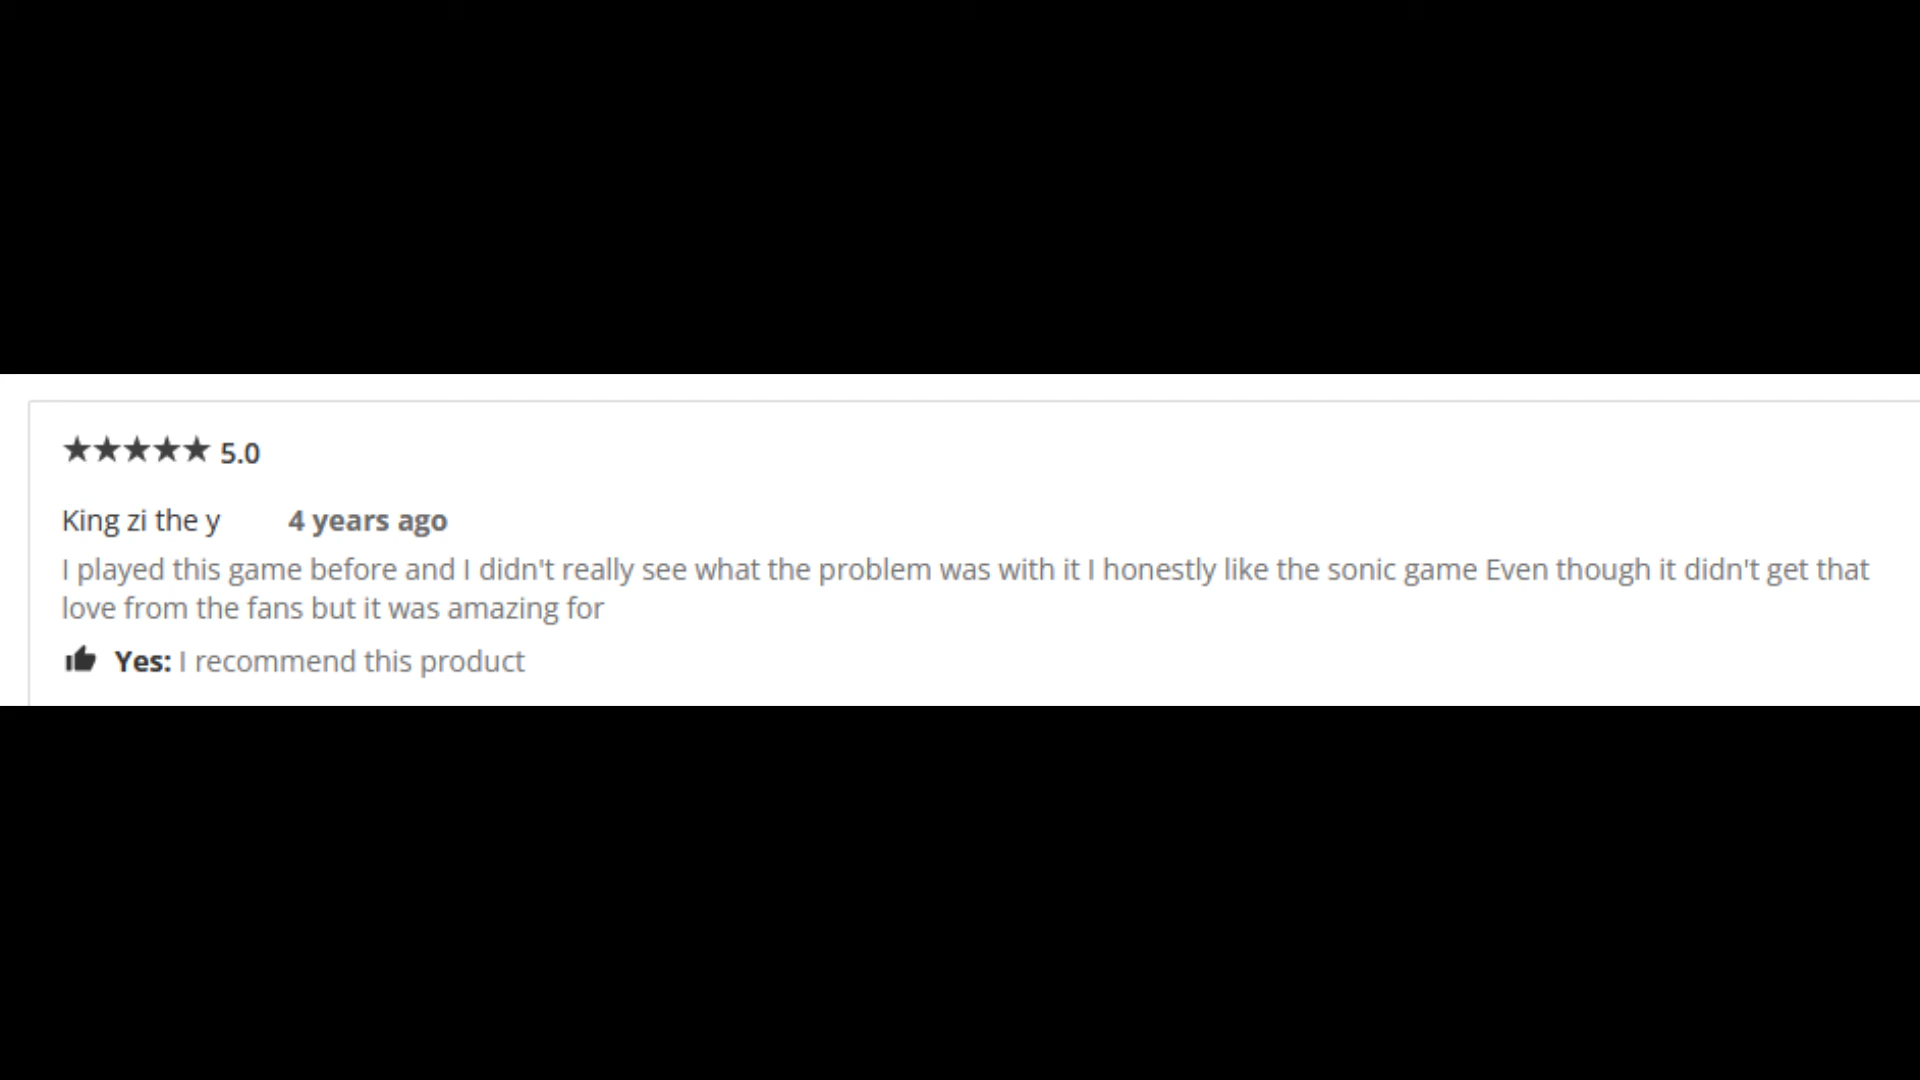 ★★★★★ 5.0
King zi the y 4 years ago
I played this game before and I didn't really see what the problem was with it I honestly like the sonic game Even though it didn't get that
love from the fans but it was amazing for
Yes: I recommend this product